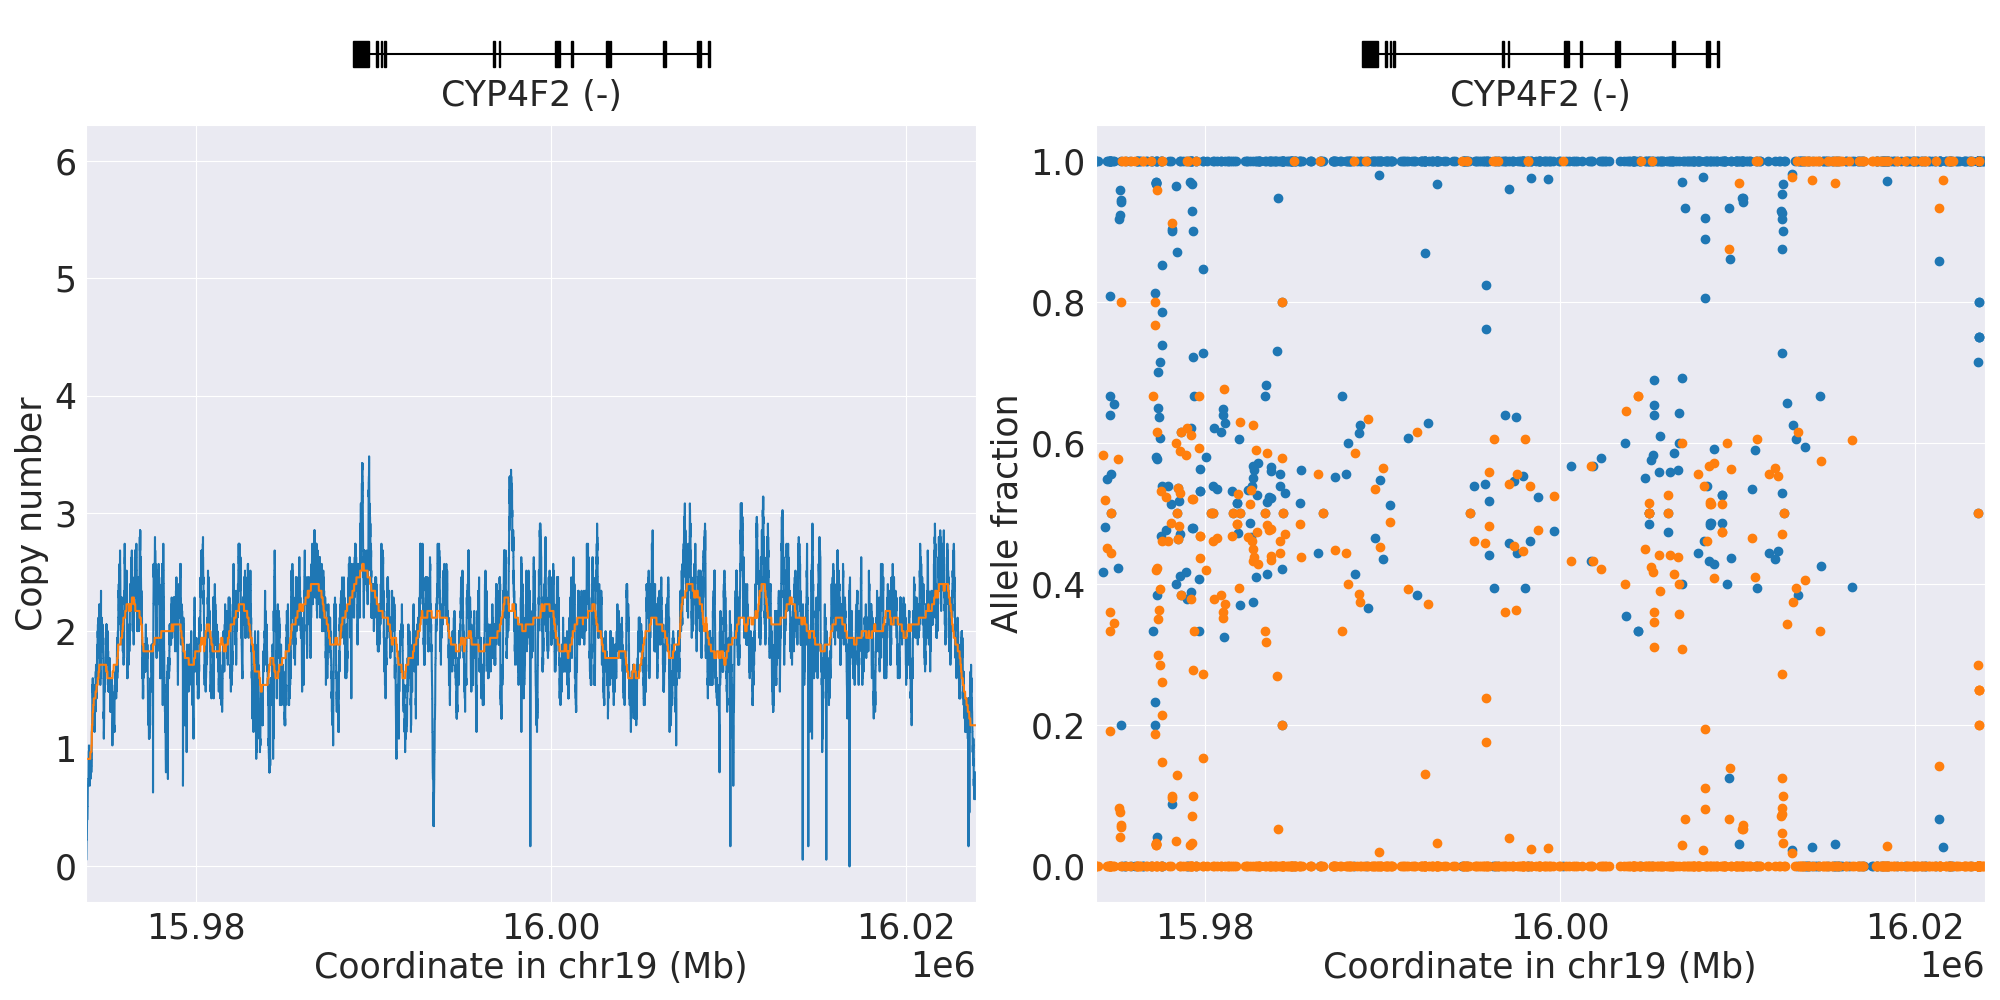 CYP4F2 (-)
6
5
4
3
2
1
0
Copy number
15.98
16.00
16.02
Coordinate in chr19 (Mb)
1e6
CYP4F2 (-)
1.0
0.8
0.6
0.4
0.2
0.0
Allele fraction
15.98
16.00
16.02
Coordinate in chr19 (Mb)
1e6